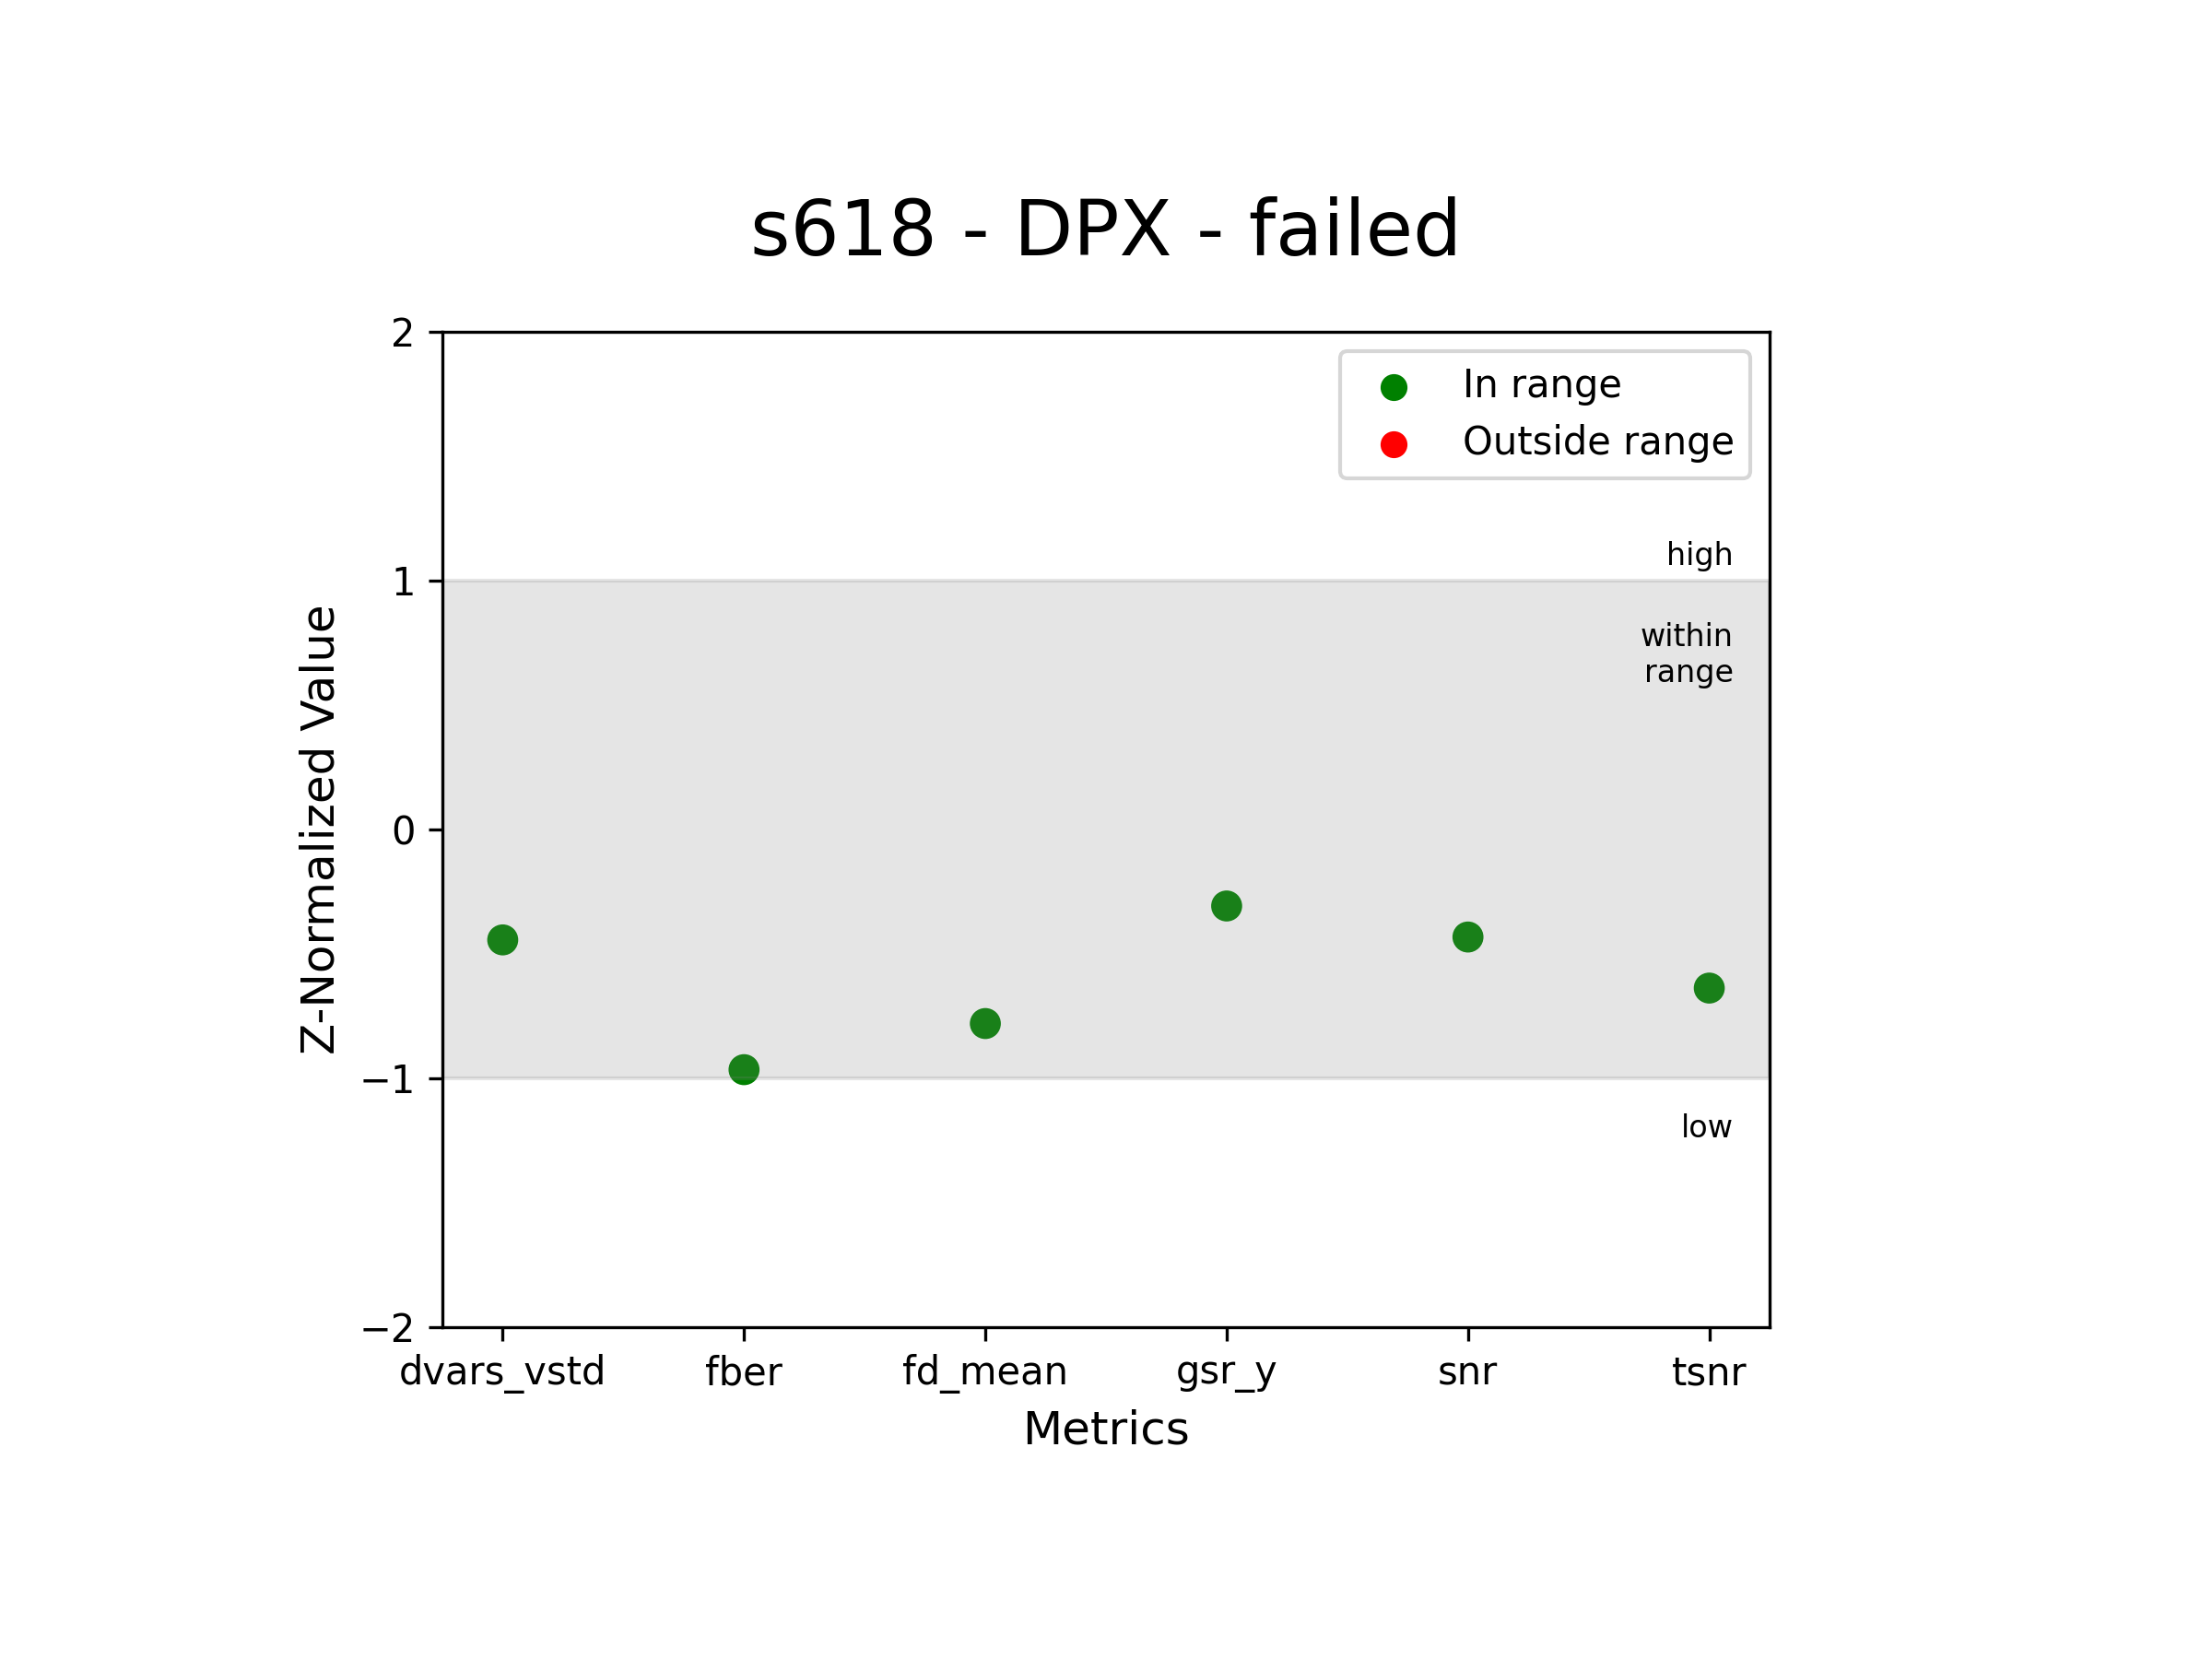 s618 - DPX - failed
2
In range
Outside range
high
1
within
range
Z-Normalized Value
0
−1
low
−2
dvars_vstd fber fd_mean gsr_y snr tsnr
Metrics